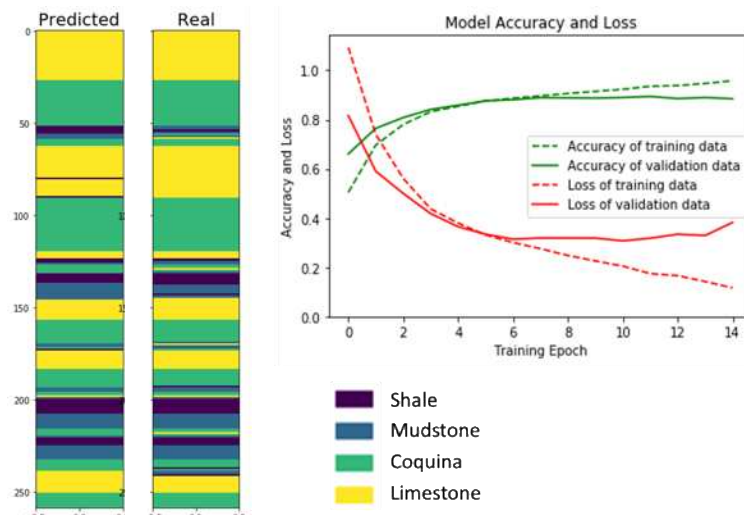 Predicted
Real
0
50
100
150
200
250
Model Accuracy and Loss
Accuracy and Loss
1.0
0.8
0.6
0.4
0.2
0.0
Accuracy of training data
Accuracy of validation data
Loss of training data
Loss of validation data
0 2 4 6 8 10 12 14
Training Epoch
Shale
Mudstone
Coquina
Limestone